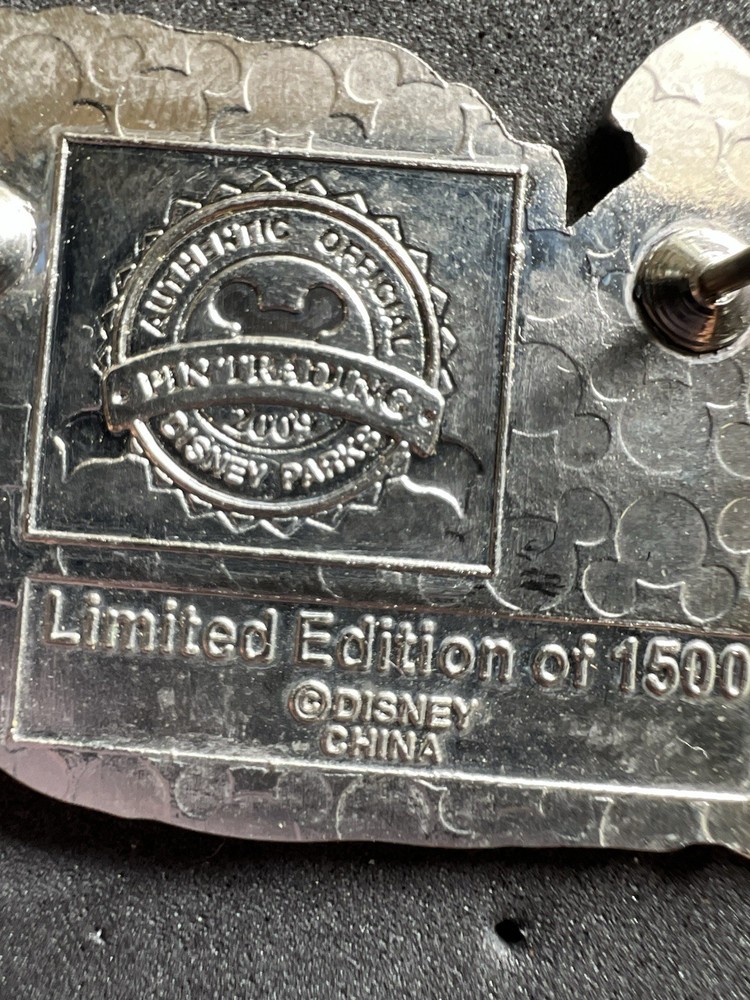 AUTHENTIC OFFICIAL
PIN TRADING
2009
DISNEY PARKS
Limited Edition of 1500
©DISNEY
CHINA